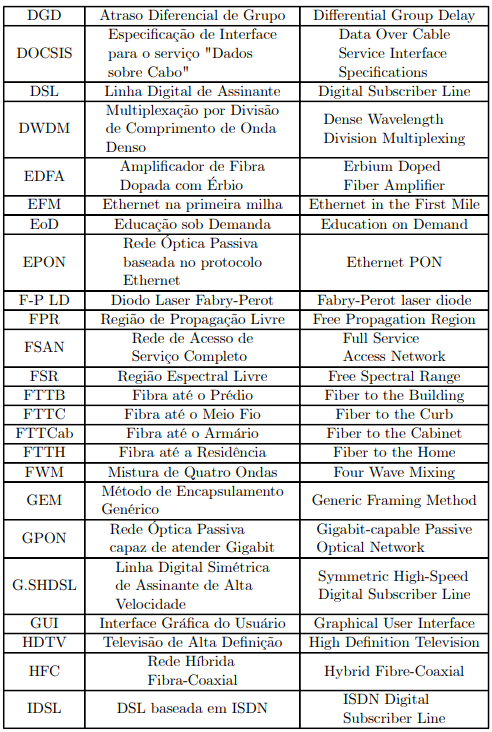 DGD Atraso Diferencial de Grupo Differential Group Delay
DOCSIS Especificação de Interface para o serviço "Dados sobre Cabo" Data Over Cable Service Interface Specifications
DSL Linha Digital de Assinante Digital Subscriber Line
DWDM Multiplexação por Divisão de Comprimento de Onda Denso Dense Wavelength Division Multiplexing
EDFA Amplificador de Fibra Dopada com Érbio Erbium Doped Fiber Amplifier
EFM Ethernet na primeira milha Ethernet in the First Mile
EoD Educação sob Demanda Education on Demand
EPON Rede Óptica Passiva baseada no protocolo Ethernet Ethernet PON
F-P LD Diodo Laser Fabry-Perot Fabry-Perot laser diode
FPR Região de Propagação Livre Free Propagation Region
FSAN Rede de Acesso de Serviço Completo Full Service Access Network
FSR Região Espectral Livre Free Spectral Range
FTTB Fibra até o Prédio Fiber to the Building
FTTC Fibra até o Meio Fio Fiber to the Curb
FTTCab Fibra até o Armário Fiber to the Cabinet
FTTH Fibra até a Residência Fiber to the Home
FWM Mistura de Quatro Ondas Four Wave Mixing
GEM Método de Encapsulamento Genérico Generic Framing Method
GPON Rede Óptica Passiva capaz de atender Gigabit Gigabit-capable Passive Optical Network
G.SHDSL Linha Digital Simétrica de Assinante de Alta Velocidade Symmetric High-Speed Digital Subscriber Line
GUI Interface Gráfica do Usuário Graphical User Interface
HDTV Televisão de Alta Definição High Definition Television
HFC Rede Híbrida Fibra-Coaxial Hybrid Fibre-Coaxial
IDSL DSL baseada em ISDN ISDN Digital Subscriber Line